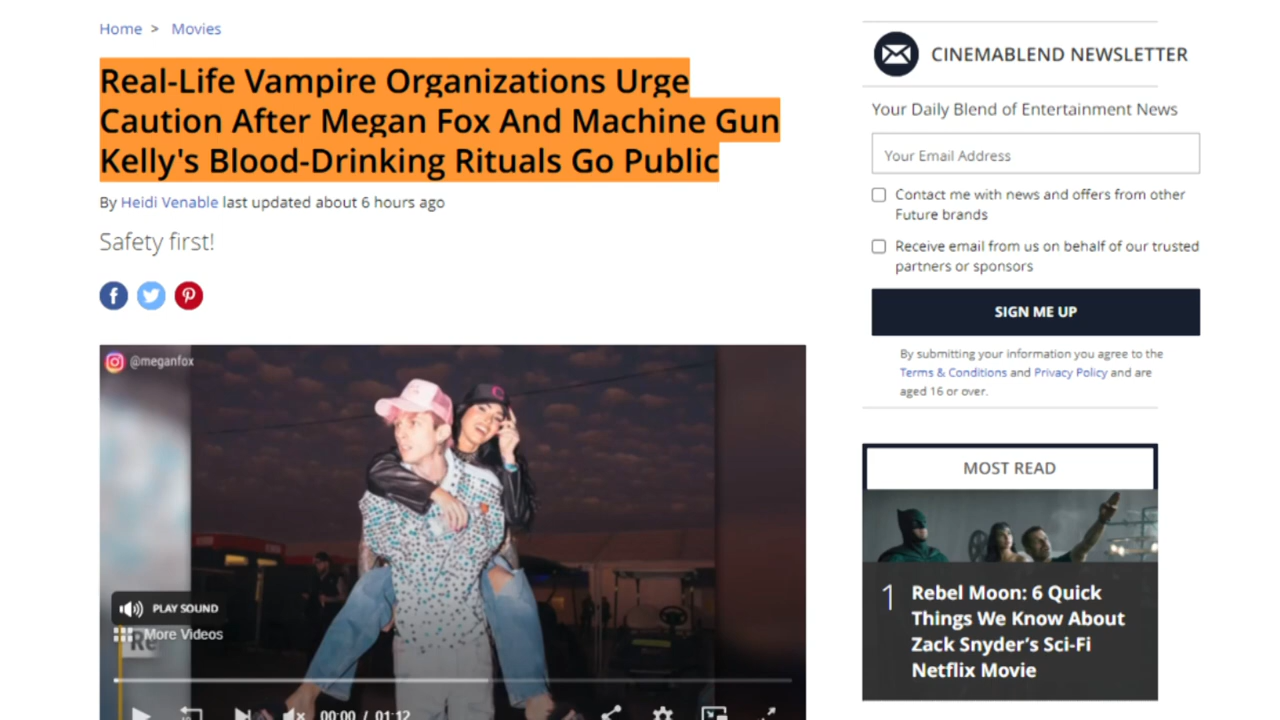 Home > Movies
Real-Life Vampire Organizations Urge
Caution After Megan Fox And Machine Gun
Kelly's Blood-Drinking Rituals Go Public
By Heidi Venable last updated about 6 hours ago
Safety first!
@meganfox
PLAY SOUND
More Videos
Re
00:00 / 01:12
CINEMABLEND NEWSLETTER
Your Daily Blend of Entertainment News
Your Email Address
Contact me with news and offers from other
Future brands
Receive email from us on behalf of our trusted
partners or sponsors
SIGN ME UP
By submitting your information you agree to the
Terms & Conditions and Privacy Policy and are
aged 16 or over.
MOST READ
1 Rebel Moon: 6 Quick
Things We Know About
Zack Snyder's Sci-Fi
Netflix Movie